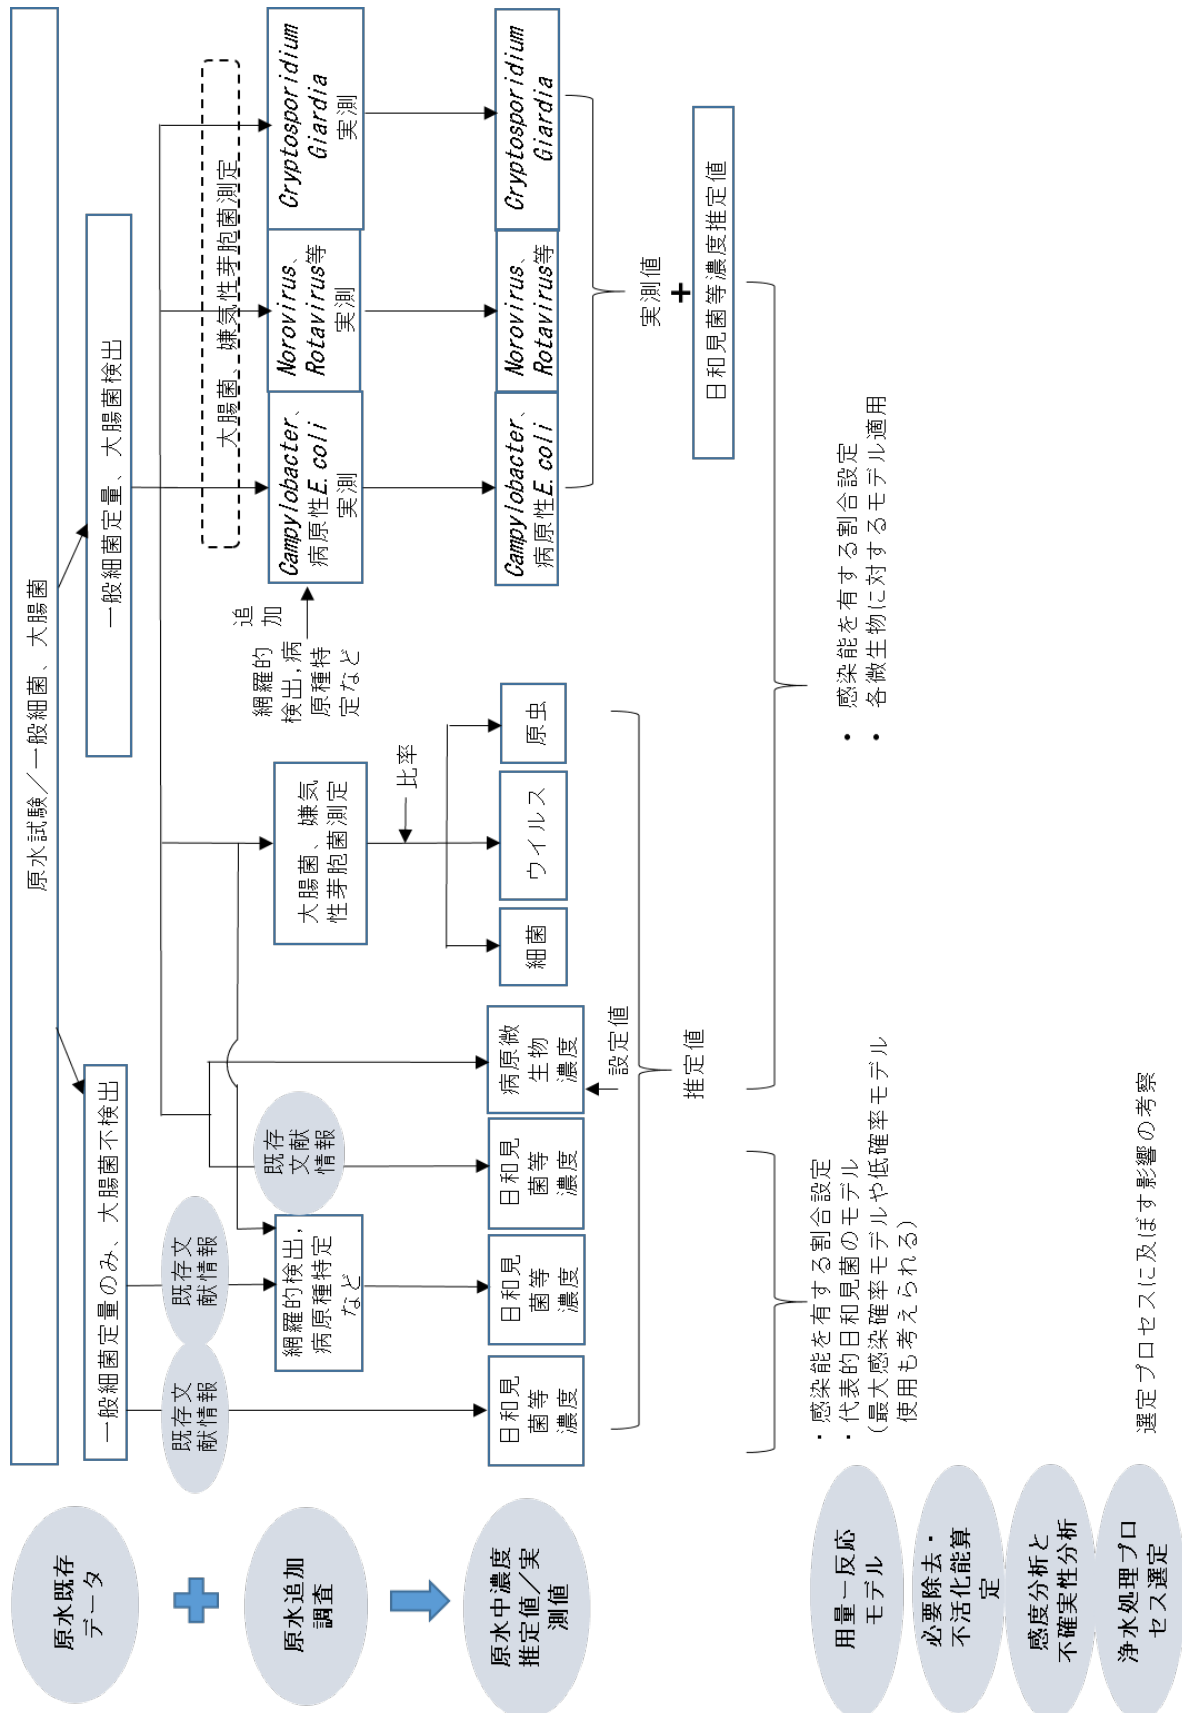 原水既存
データ
原水試験／一般細菌、大腸菌
一般細菌定量のみ、大腸菌不検出
一般細菌定量、大腸菌検出
既存文
献情報
既存文
献情報
大腸菌、嫌気性芽胞菌測定
原水追加
調査
網羅的検出,
病原種特定
など
既存
文献
情報
大腸菌、嫌気
性芽胞菌測定
比率
網羅的
検出,病
原種特
定など
追
加
Campylobacter、
病原性E.coli
実測
Norovirus、
Rotavirus等
実測
Cryptosporidium
Giardia
実測
原水中濃度
推定値/実
測値
日和見
菌等
濃度
日和見
菌等
濃度
日和見
菌等
濃度
病原微
生物
濃度
設定値
細菌
ウイルス
原虫
Campylobacter、
病原性E.coli
Norovirus、
Rotavirus等
Cryptosporidium
Giardia
推定値
実測値
+
日和見菌等濃度推定値
用量ー反応
モデル
・感染能を有する割合設定
・代表的日和見菌のモデル
(最大感染確率モデルや低確率モデル
使用も考えられる)
・ 感染能を有する割合設定
・ 各微生物に対するモデル適用
必要除去・
不活化能算
定
感度分析と
不確実性分析
浄水処理プロ
セス選定
選定プロセスに及ぼす影響の考察